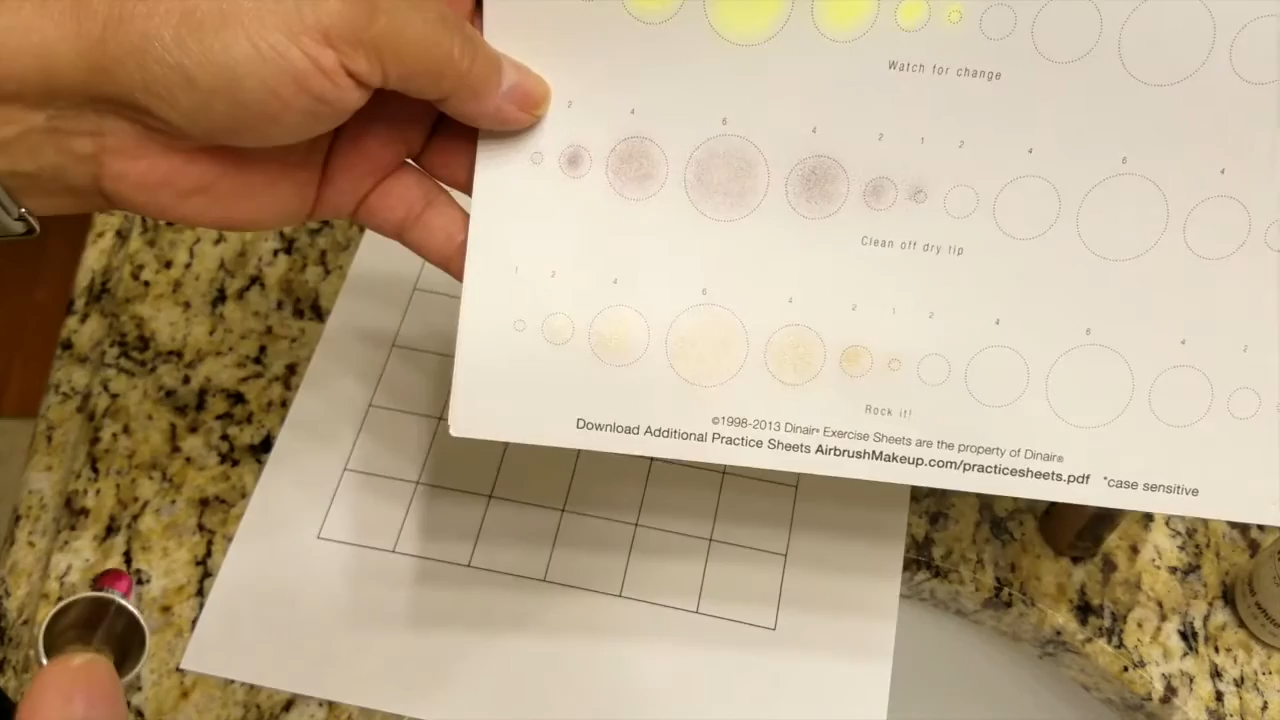 Watch for change
2 4 6 4 2 1 2 4 6 4
Clean off dry tip
1 2 4 6 4 2 1 2 4 6 4 2
Rock it!
©1998-2013 Dinair® Exercise Sheets are the property of Dinair®
Download Additional Practice Sheets AirbrushMakeup.com/practicesheets.pdf *case sensitive